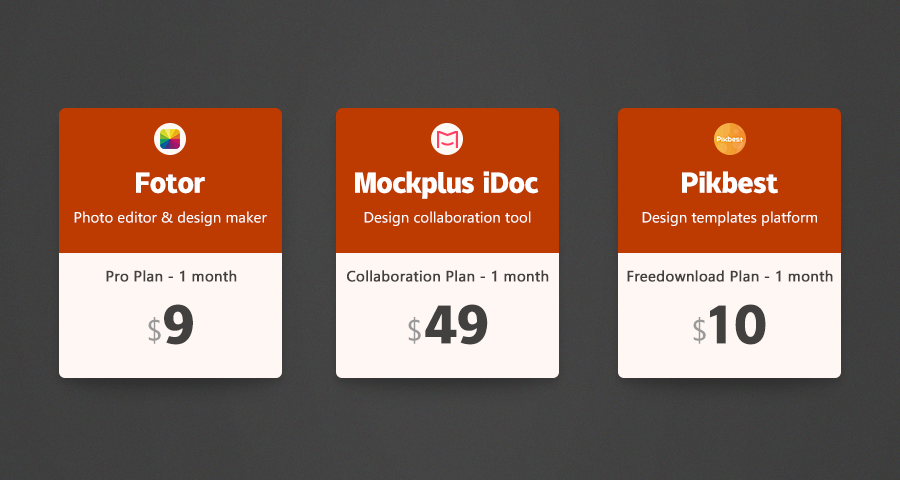 Fotor
Photo editor & design maker
Pro Plan - 1 month
$9
Mockplus iDoc
Design collaboration tool
Collaboration Plan - 1 month
$49
Pikbest
Pikbest
Design templates platform
Freedownload Plan - 1 month
$10